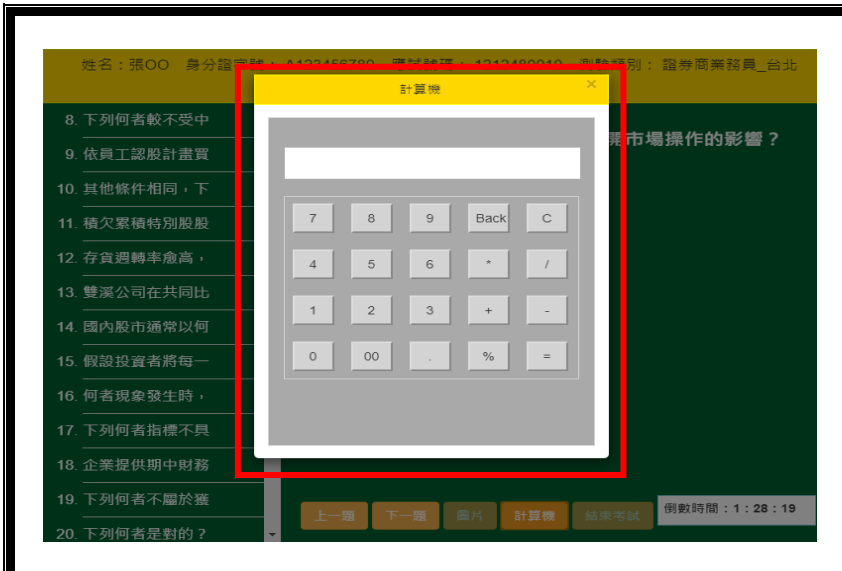 姓名：張OO 身分證字號：A123456789 應試號碼：1212480010 測驗類別：證券商業務員_台北
計算機 ×
8. 下列何者較不受中
開市場操作的影響？
9. 依員工認股計畫買
10. 其他條件相同，下
11. 積欠累積特別股股
12. 存貨週轉率愈高，
13. 雙溪公司在共同比
14. 國內股市通常以何
15. 假設投資者將每一
16. 何者現象發生時，
17. 下列何者指標不具
18. 企業提供期中財務
19. 下列何者不屬於獲
20. 下列何者是對的？
7 8 9 Back C
4 5 6 * /
1 2 3 + -
0 00 . % =
上一題 下一題 圖片 計算機 結束考試 倒數時間：1：28：19